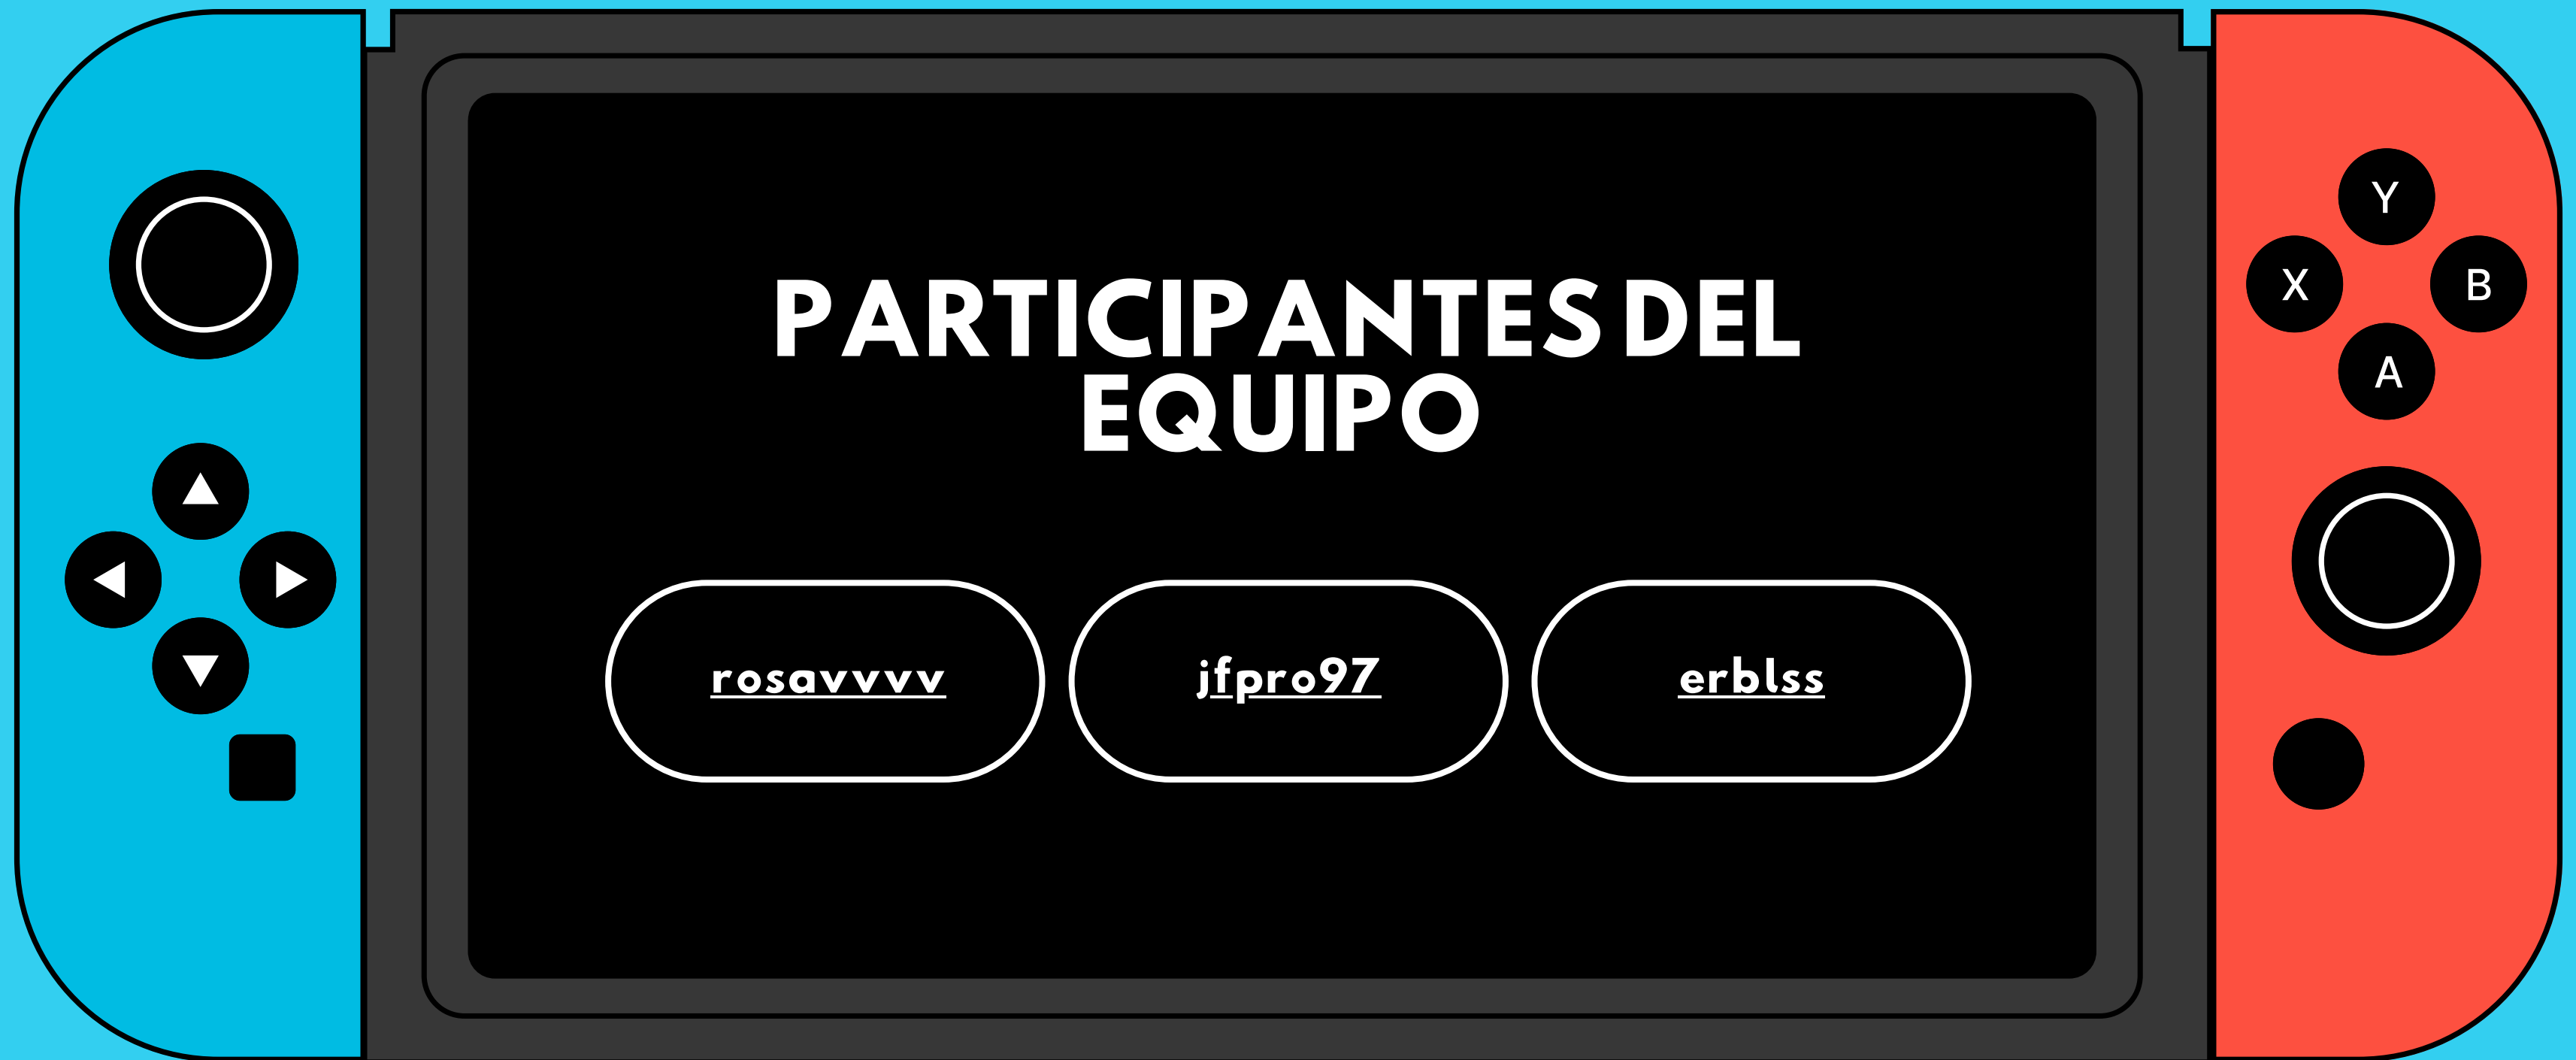 PARTICIPANTES DEL
EQUIPO
rosavvvv
jfpro97
erblss
Y
X
B
A